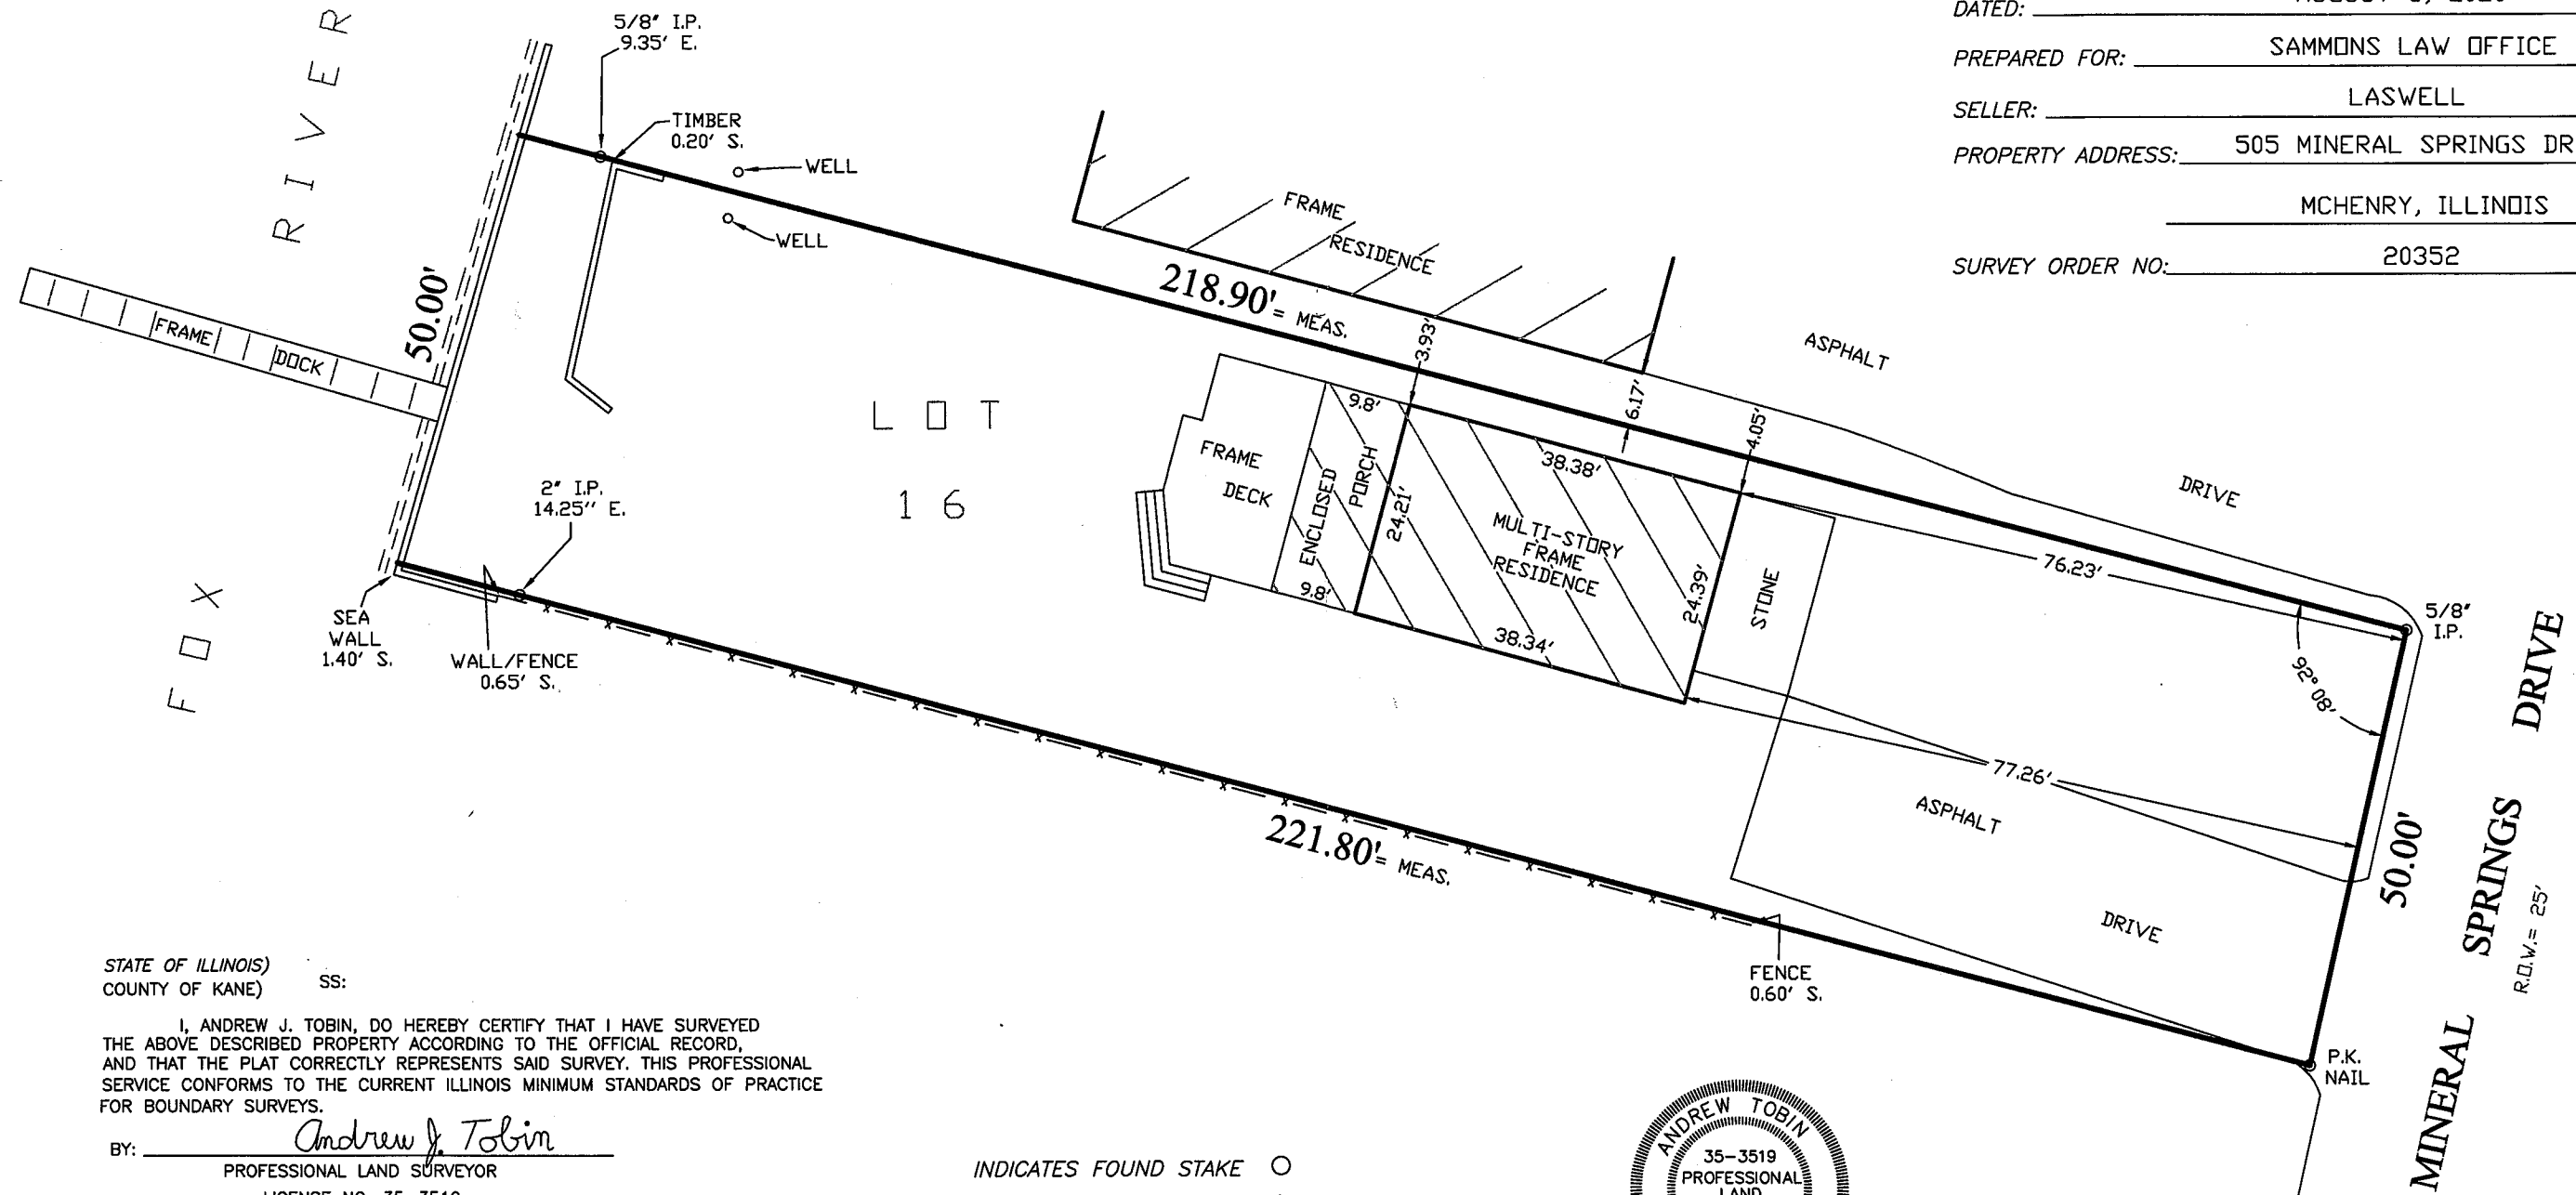 DATED:
PREPARED FOR: SAMMONS LAW OFFICE
SELLER: LASWELL
PROPERTY ADDRESS: 505 MINERAL SPRINGS DR
MCHENRY, ILLINOIS
SURVEY ORDER NO: 20352
RIVER
5/8" I.P.
9.35' E.
TIMBER
0.20' S.
WELL
WELL
FRAME
RESIDENCE
218.90' = MEAS.
50.00'
FRAME DOCK
3.93'
6.17'
4.05'
ASPHALT
DRIVE
LOT
16
2" I.P.
14.25'' E.
FRAME
DECK
ENCLOSED
PORCH
9.8'
9.8'
24.21'
38.38'
MULTI-STORY
FRAME
RESIDENCE
38.34'
24.39'
STONE
76.23'
92° 08'
5/8"
I.P.
FOX
SEA
WALL
1.40' S.
WALL/FENCE
0.65' S.
77.26'
ASPHALT
DRIVE
221.80' = MEAS.
50.00'
FENCE
0.60' S.
P.K.
NAIL
MINERAL SPRINGS DRIVE
R.O.W.= 25'
STATE OF ILLINOIS)
SS:
COUNTY OF KANE)
I, ANDREW J. TOBIN, DO HEREBY CERTIFY THAT I HAVE SURVEYED
THE ABOVE DESCRIBED PROPERTY ACCORDING TO THE OFFICIAL RECORD,
AND THAT THE PLAT CORRECTLY REPRESENTS SAID SURVEY. THIS PROFESSIONAL
SERVICE CONFORMS TO THE CURRENT ILLINOIS MINIMUM STANDARDS OF PRACTICE
FOR BOUNDARY SURVEYS.
BY: Andrew J. Tobin
PROFESSIONAL LAND SURVEYOR
INDICATES FOUND STAKE
ANDREW TOBIN
35-3519
PROFESSIONAL
LAND